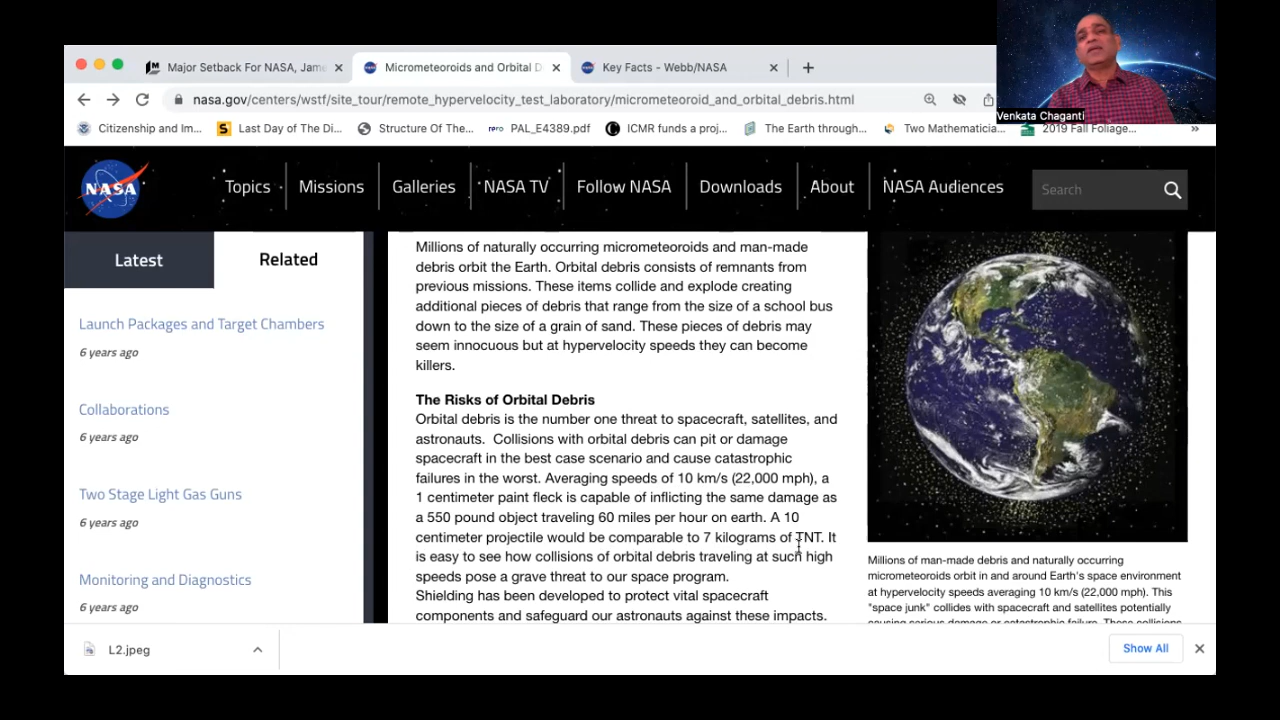 Venkata Chaganti
Major Setback For NASA, Jame
Micrometeoroids and Orbital D
Key Facts - Webb/NASA
nasa.gov/centers/wstf/site_tour/remote_hypervelocity_test_laboratory/micrometeoroid_and_orbital_debris.html
Citizenship and Im... S Last Day of The Di... Structure Of The... rero PAL_E4389.pdf ICMR funds a proj... The Earth through... Two Mathematicia... 2019 Fall Foliage... »
NASA
Topics Missions Galleries NASA TV Follow NASA Downloads About NASA Audiences Search
Latest Related
Launch Packages and Target Chambers
6 years ago
Collaborations
6 years ago
Two Stage Light Gas Guns
6 years ago
Monitoring and Diagnostics
6 years ago
Millions of naturally occurring micrometeoroids and man-made
debris orbit the Earth. Orbital debris consists of remnants from
previous missions. These items collide and explode creating
additional pieces of debris that range from the size of a school bus
down to the size of a grain of sand. These pieces of debris may
seem innocuous but at hypervelocity speeds they can become
killers.
The Risks of Orbital Debris
Orbital debris is the number one threat to spacecraft, satellites, and
astronauts. Collisions with orbital debris can pit or damage
spacecraft in the best case scenario and cause catastrophic
failures in the worst. Averaging speeds of 10 km/s (22,000 mph), a
1 centimeter paint fleck is capable of inflicting the same damage as
a 550 pound object traveling 60 miles per hour on earth. A 10
centimeter projectile would be comparable to 7 kilograms of TNT. It
is easy to see how collisions of orbital debris traveling at such high
speeds pose a grave threat to our space program.
Shielding has been developed to protect vital spacecraft
components and safeguard our astronauts against these impacts.
Millions of man-made debris and naturally occurring
micrometeoroids orbit in and around Earth's space environment
at hypervelocity speeds averaging 10 km/s (22,000 mph). This
"space junk" collides with spacecraft and satellites potentially
causing serious damage or catastrophic failure. These collisions
L2.jpeg
Show All